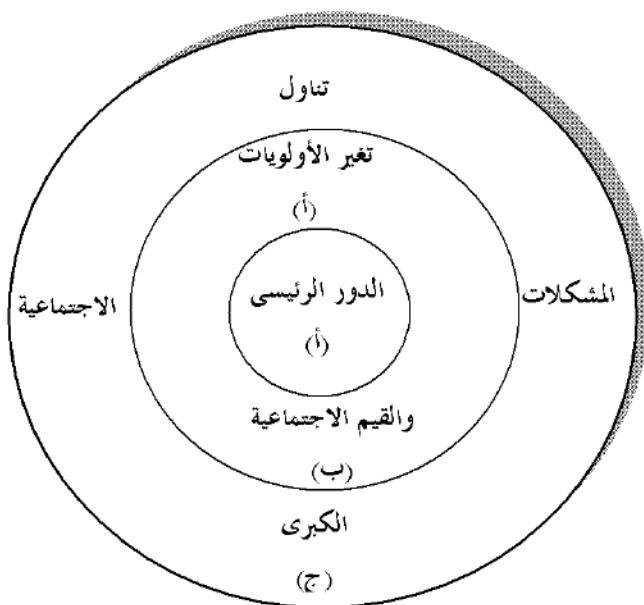 تناول
تغير الأولويات
(أ)
الدور الرئيسى
(أ)
المشكلات
الاجتماعية
والقيم الاجتماعية
(ب)
الكبرى
(ج)